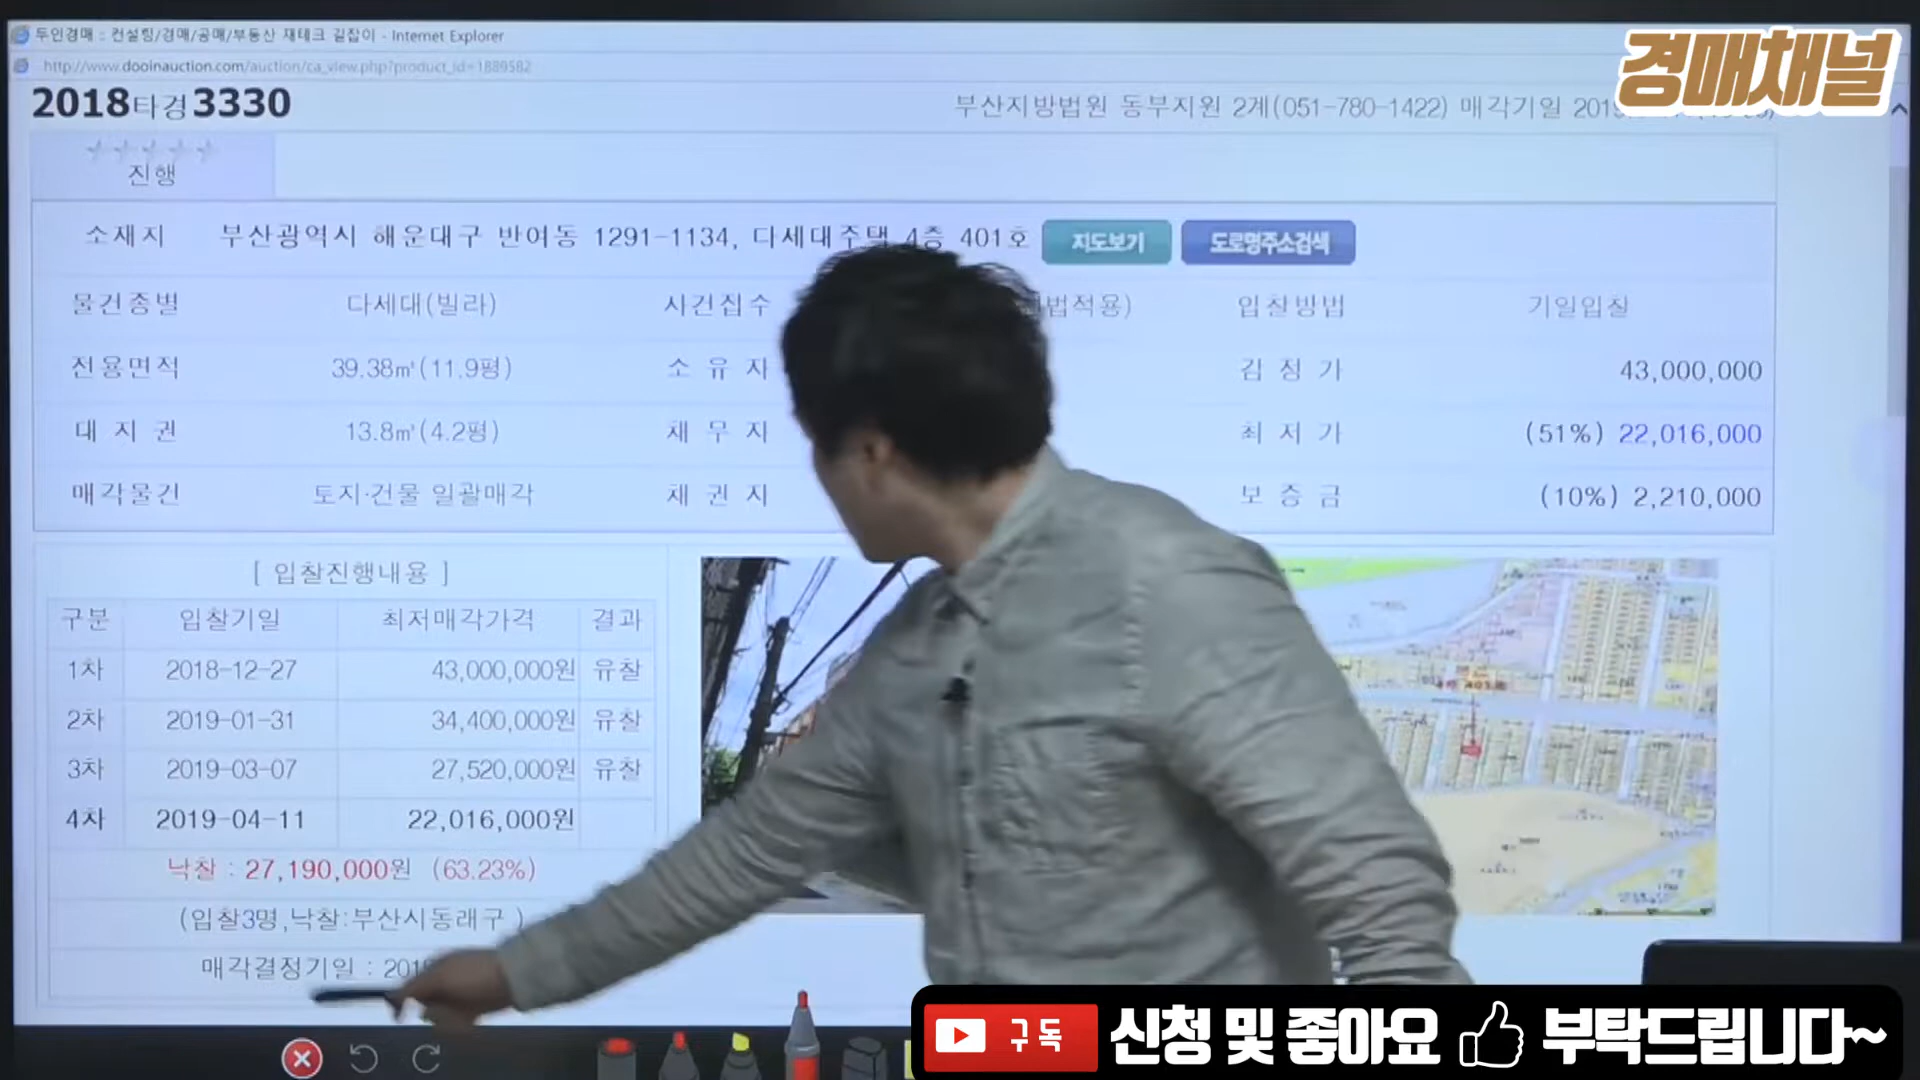 두인경매 : 컨설팅/경매/공매/부동산 재테크 길잡이 - Internet Explorer
http://www.dooinauction.com/auction/ca_view.php?product_id=1889582
경매채널
2018타경3330
부산지방법원 동부지원 2계(051-780-1422) 매각기일
진행
소재지 부산광역시 해운대구 반여동 1291-1134, 다세대주택 4층 401호 지도보기 도로명주소검색
물건종별 다세대(빌라) 사건접수 법적용) 입찰방법 기일입찰
전용면적 39.38㎡(11.9평) 소유자 감정가 43,000,000
대지권 13.8㎡(4.2평) 채무자 최저가 (51%) 22,016,000
매각물건 토지·건물 일괄매각 채권자 보증금 (10%) 2,210,000
[ 입찰진행내용 ]
구분 입찰기일 최저매각가격 결과
1차 2018-12-27 43,000,000원 유찰
2차 2019-01-31 34,400,000원 유찰
3차 2019-03-07 27,520,000원 유찰
4차 2019-04-11 22,016,000원
낙찰 : 27,190,000원 (63.23%)
(입찰3명,낙찰:부산시동래구 )
매각결정기일 :
구독 신청 및 좋아요 부탁드립니다~